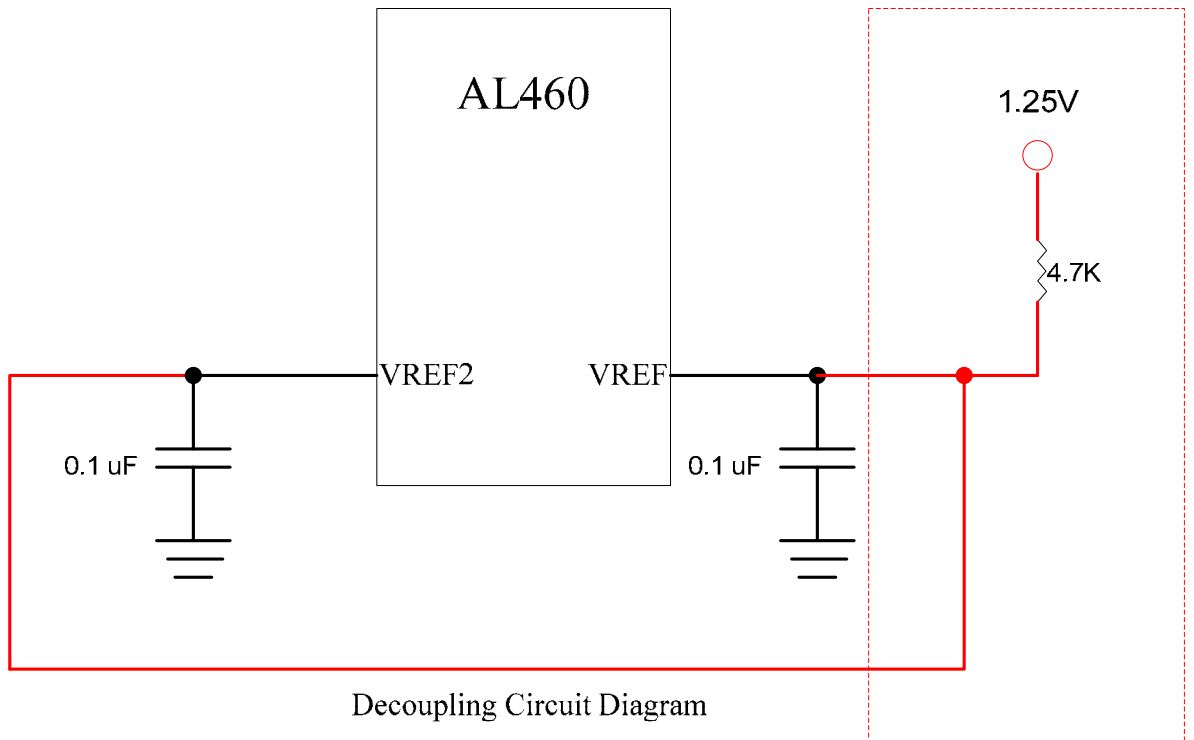 AL460
1.25V
4.7K
VREF2
VREF
0.1 uF
0.1 uF
Decoupling Circuit Diagram